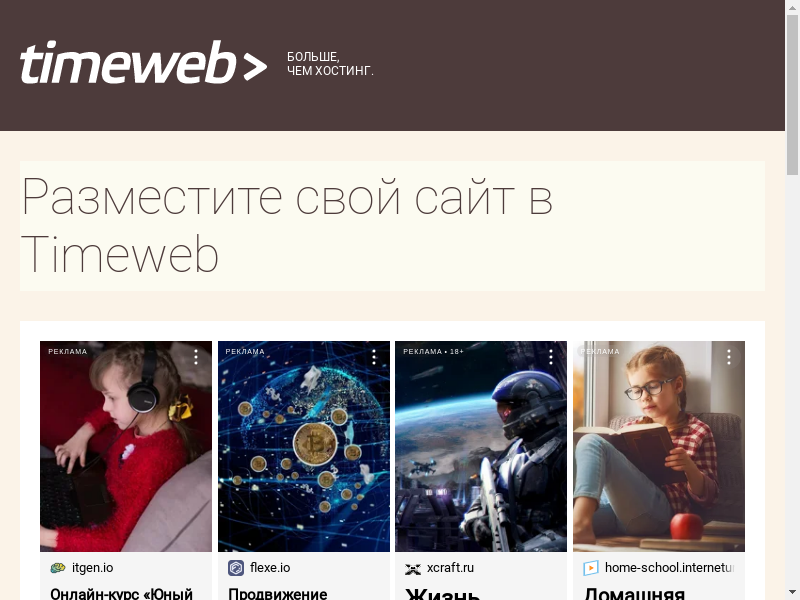 timeweb>
БОЛЬШЕ,
ЧЕМ ХОСТИНГ.
Разместите свой сайт в
Timeweb
РЕКЛАМА
РЕКЛАМА
РЕКЛАМА • 18+
РЕКЛАМА
itgen.io
flexe.io
xcraft.ru
home-school.internetu
Онлайн-курс «Юный
Продвижение
Жизнь
Домашняя